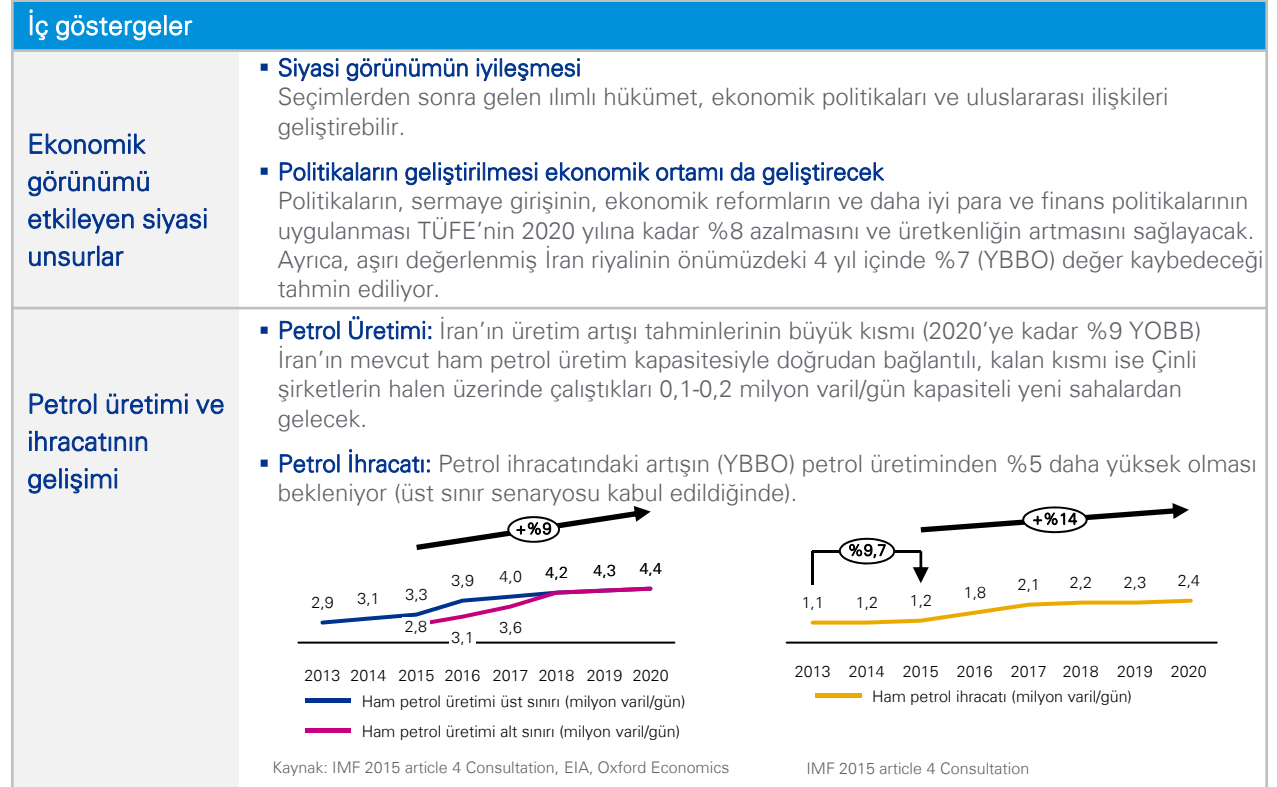 İç göstergeler
Ekonomik
görünümü
etkileyen siyasi
unsurlar
▪ Siyasi görünümün iyileşmesi
Seçimlerden sonra gelen ılımlı hükümet, ekonomik politikaları ve uluslararası ilişkileri
geliştirebilir.
▪ Politikaların geliştirilmesi ekonomik ortamı da geliştirecek
Politikaların, sermaye girişinin, ekonomik reformların ve daha iyi para ve finans politikalarının
uygulanması TÜFE’nin 2020 yılına kadar %8 azalmasını ve üretkenliğin artmasını sağlayacak.
Ayrıca, aşırı değerlenmiş İran riyalinin önümüzdeki 4 yıl içinde %7 (YBBO) değer kaybedeceği
tahmin ediliyor.
Petrol üretimi ve
ihracatının
gelişimi
▪ Petrol Üretimi: İran’ın üretim artışı tahminlerinin büyük kısmı (2020’ye kadar %9 YOBB)
İran’ın mevcut ham petrol üretim kapasitesiyle doğrudan bağlantılı, kalan kısmı ise Çinli
şirketlerin halen üzerinde çalıştıkları 0,1-0,2 milyon varil/gün kapasiteli yeni sahalardan
gelecek.
▪ Petrol İhracatı: Petrol ihracatındaki artışın (YBBO) petrol üretiminden %5 daha yüksek olması
bekleniyor (üst sınır senaryosu kabul edildiğinde).
+%9
2,9 3,1 3,3 3,9 4,0 4,2 4,3 4,4
2,8 3,1 3,6
2013 2014 2015 2016 2017 2018 2019 2020
Ham petrol üretimi üst sınırı (milyon varil/gün)
Ham petrol üretimi alt sınırı (milyon varil/gün)
Kaynak: IMF 2015 article 4 Consultation, EIA, Oxford Economics
+%14
%9,7
1,1 1,2 1,2 1,8 2,1 2,2 2,3 2,4
2013 2014 2015 2016 2017 2018 2019 2020
Ham petrol ihracatı (milyon varil/gün)
IMF 2015 article 4 Consultation